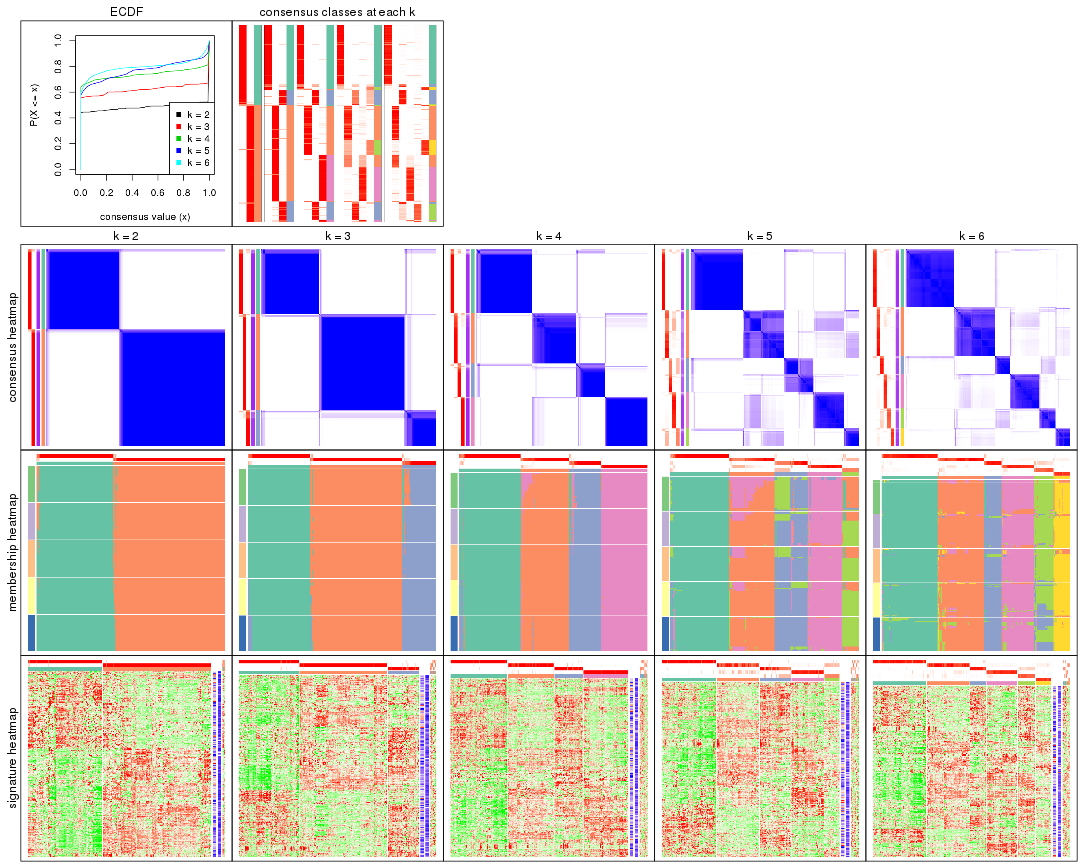 ECDF
consensus classes at each k
P(X <= x)
0.0
0.2
0.4
0.6
0.8
1.0
k = 2
k = 3
k = 4
k = 5
k = 6
0.0 0.2 0.4 0.6 0.8 1.0
consensus value (x)
k = 2
k = 3
k = 4
k = 5
k = 6
consensus heatmap
membership heatmap
signature heatmap